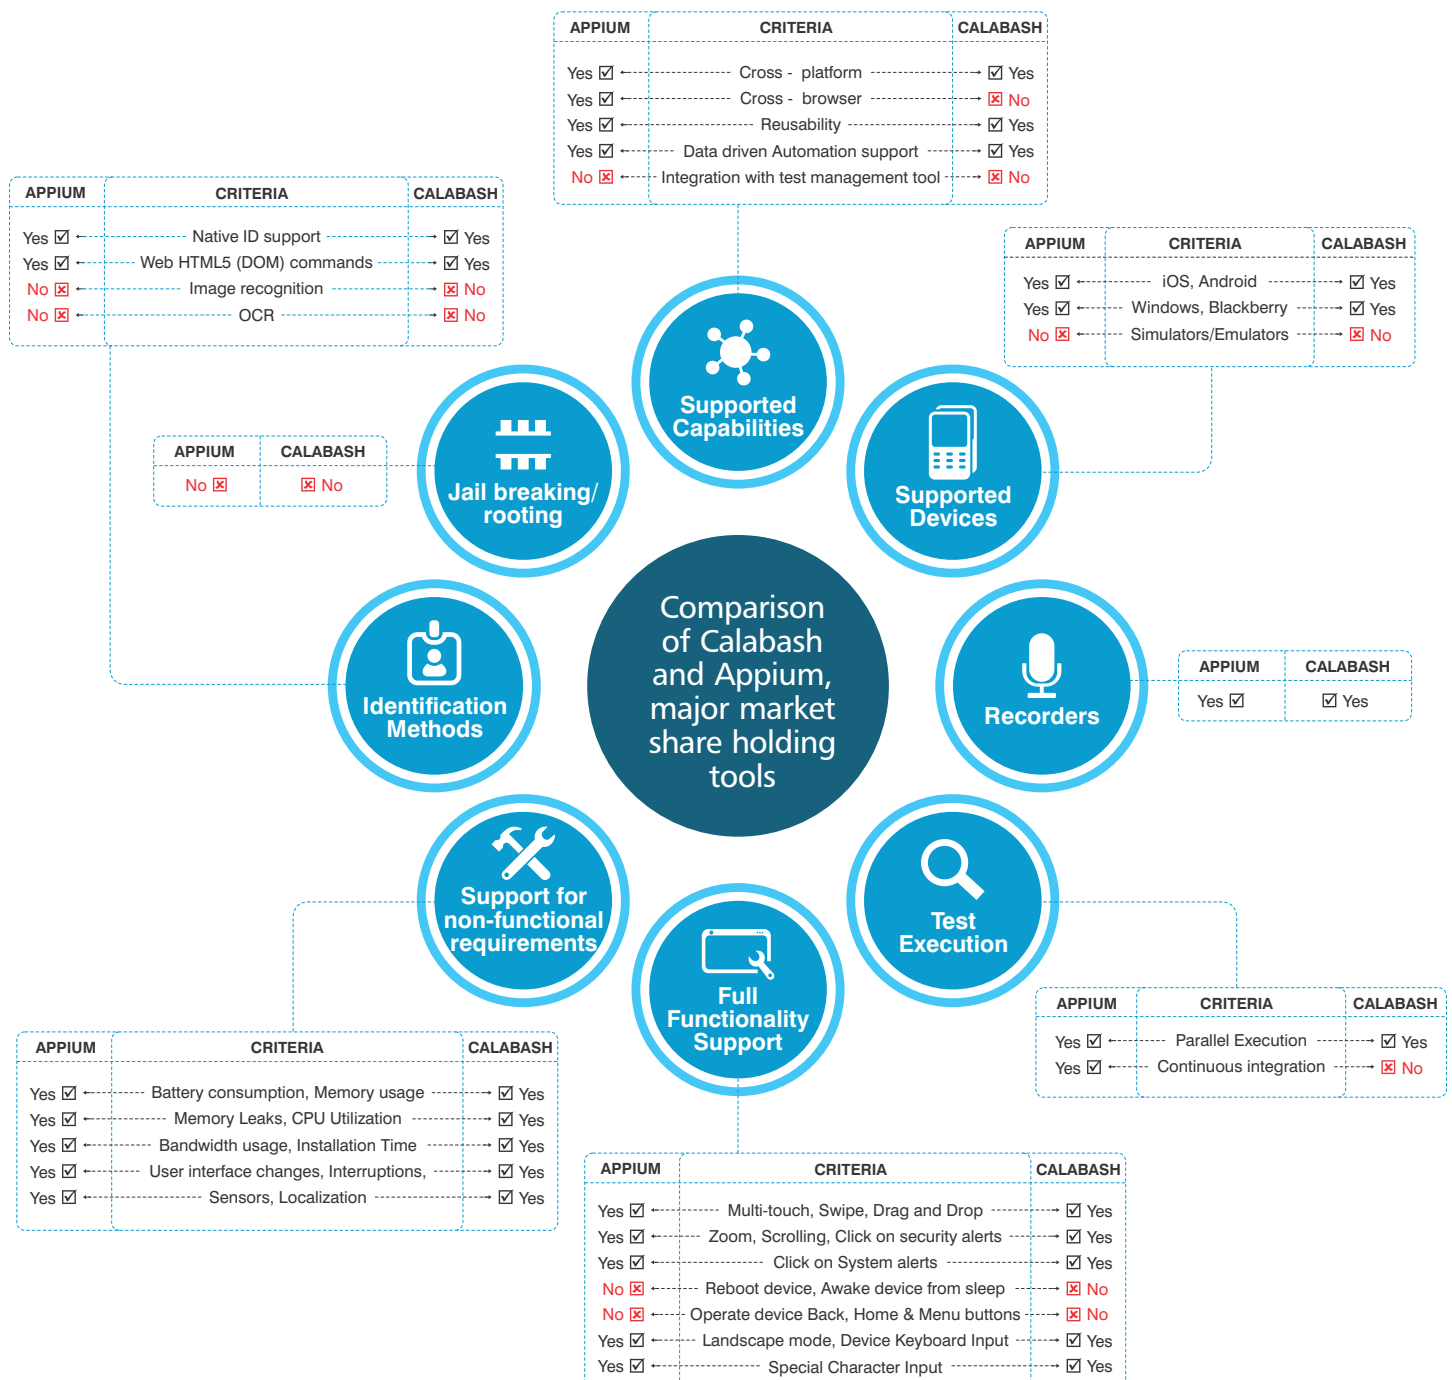 APPIUM CRITERIA CALABASH
Yes Cross - platform Yes
Yes Cross - browser No
Yes Reusability Yes
Yes Data driven Automation support Yes
No Integration with test management tool No
APPIUM CRITERIA CALABASH
Yes Native ID support Yes
Yes Web HTML5 (DOM) commands Yes
No Image recognition No
No OCR No
APPIUM CRITERIA CALABASH
Yes iOS, Android Yes
Yes Windows, Blackberry Yes
No Simulators/Emulators No
Supported
Capabilities
APPIUM CALABASH
No No
Jail breaking/
rooting
Supported
Devices
Comparison
of Calabash
and Appium,
major market
share holding
tools
Identification
Methods
Recorders
APPIUM CALABASH
Yes Yes
Support for
non-functional
requirements
Test
Execution
Full
Functionality
Support
APPIUM CRITERIA CALABASH
Yes Parallel Execution Yes
Yes Continuous integration No
APPIUM CRITERIA CALABASH
Yes Battery consumption, Memory usage Yes
Yes Memory Leaks, CPU Utilization Yes
Yes Bandwidth usage, Installation Time Yes
Yes User interface changes, Interruptions, Yes
Yes Sensors, Localization Yes
APPIUM CRITERIA CALABASH
Yes Multi-touch, Swipe, Drag and Drop Yes
Yes Zoom, Scrolling, Click on security alerts Yes
Yes Click on System alerts Yes
No Reboot device, Awake device from sleep No
No Operate device Back, Home & Menu buttons No
Yes Landscape mode, Device Keyboard Input Yes
Yes Special Character Input Yes